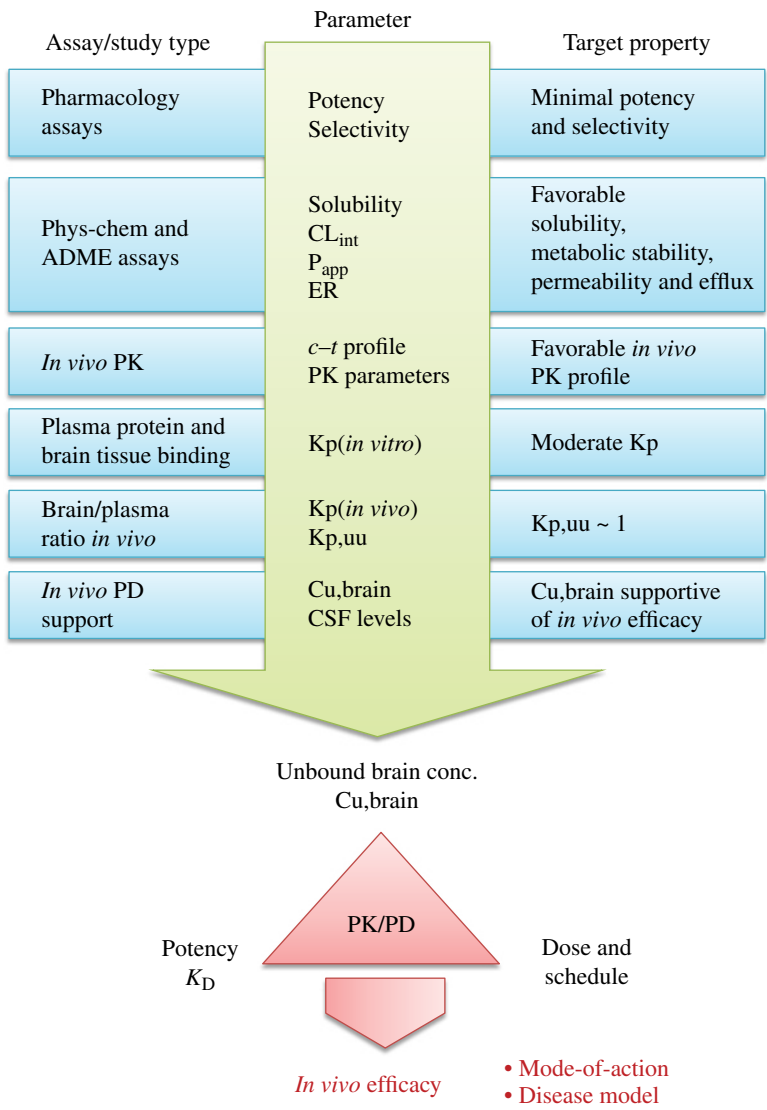 Parameter
Assay/study type
Target property
Pharmacology
assays
Potency
Selectivity
Minimal potency
and selectivity
Phys-chem and
ADME assays
Solubility
CLint
Papp
ER
Favorable
solubility,
metabolic stability,
permeability and efflux
In vivo PK
c–t profile
PK parameters
Favorable in vivo
PK profile
Plasma protein and
brain tissue binding
Kp(in vitro)
Moderate Kp
Brain/plasma
ratio in vivo
Kp(in vivo)
Kp,uu
Kp,uu ~ 1
In vivo PD
support
Cu,brain
CSF levels
Cu,brain supportive
of in vivo efficacy
Unbound brain conc.
Cu,brain
PK/PD
Potency
KD
Dose and
schedule
In vivo efficacy
• Mode-of-action
• Disease model